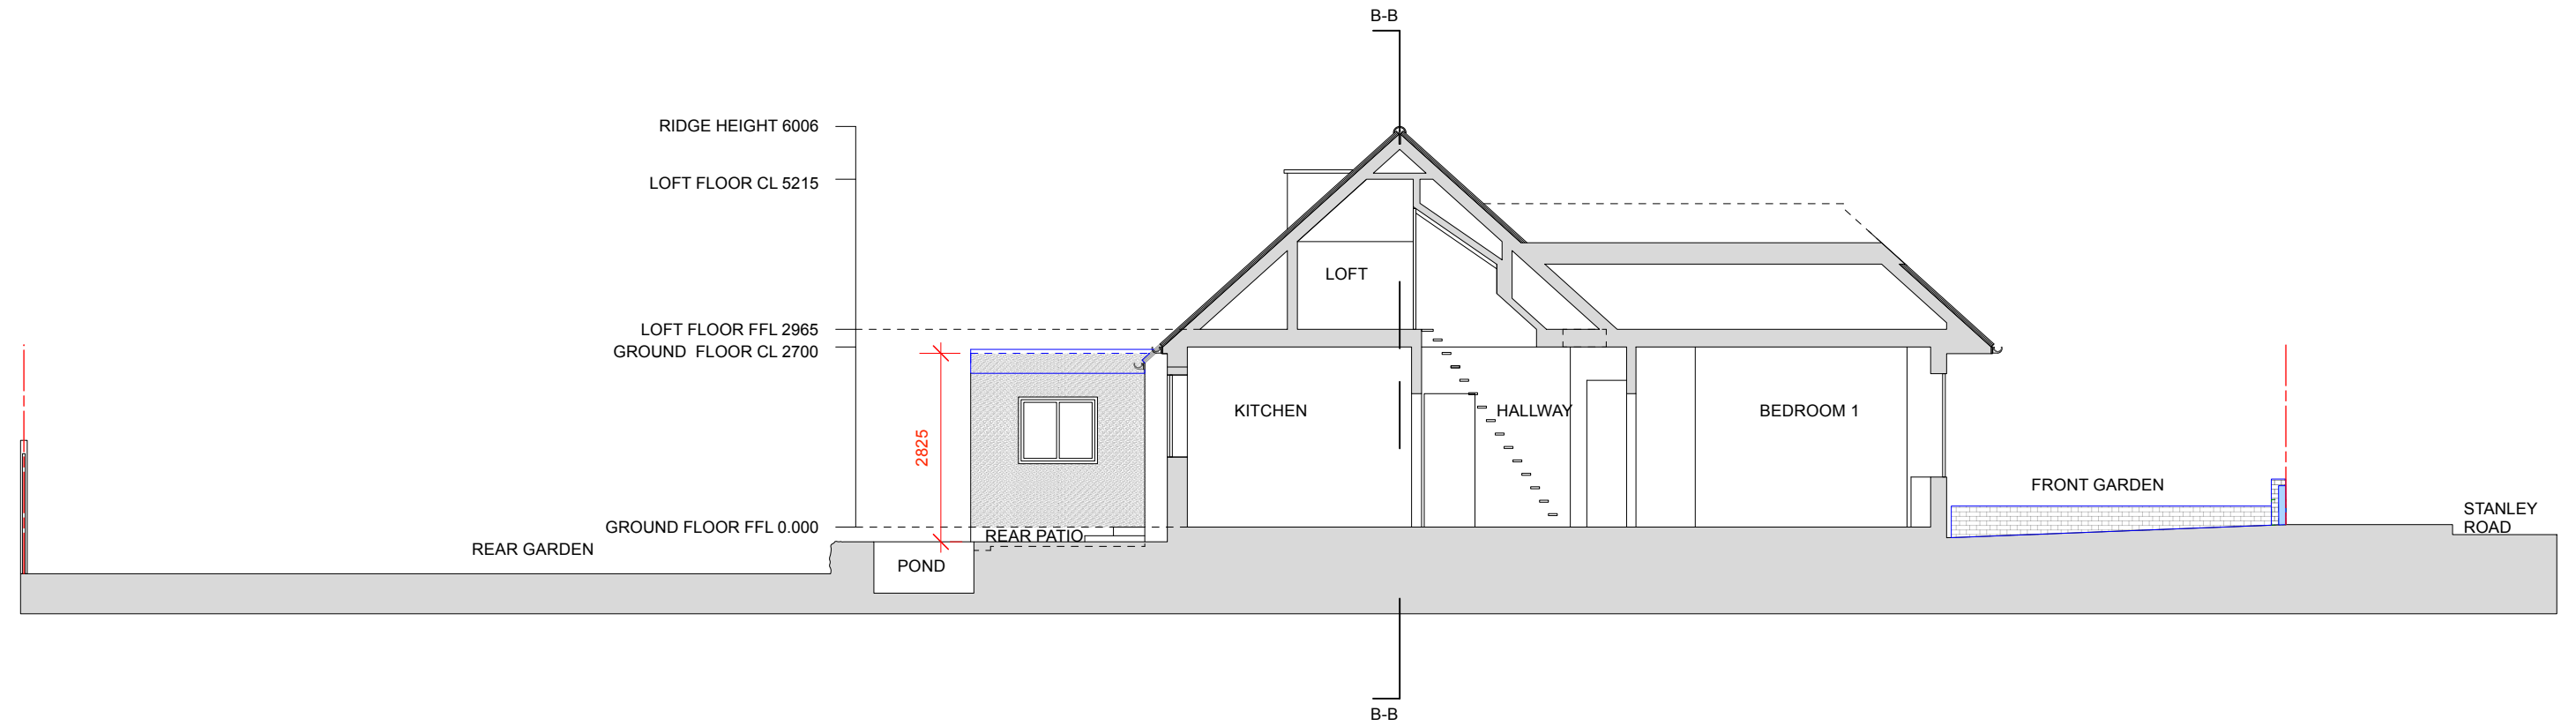 B-B
RIDGE HEIGHT 6006
LOFT FLOOR CL 5215
LOFT
LOFT FLOOR FFL 2965
GROUND FLOOR CL 2700
2825
KITCHEN
HALLWAY
BEDROOM 1
FRONT GARDEN
STANLEY
ROAD
GROUND FLOOR FFL 0.000
REAR PATIO
REAR GARDEN
POND
B-B